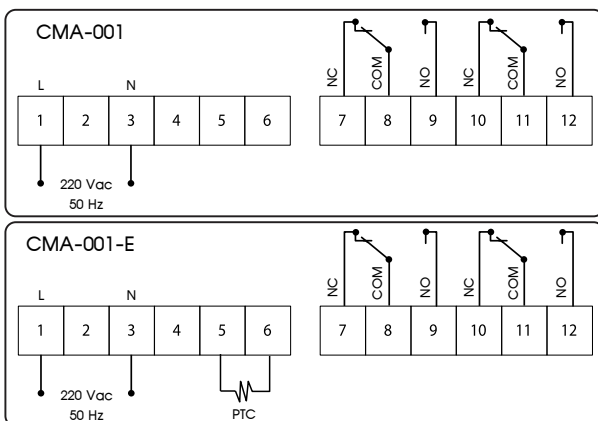 CMA-001
NC COM NO NC COM NO
L N
1 2 3 4 5 6 7 8 9 10 11 12
220 Vac
50 Hz
CMA-001-E
NC COM NO NC COM NO
L N
1 2 3 4 5 6 7 8 9 10 11 12
220 Vac
50 Hz
PTC